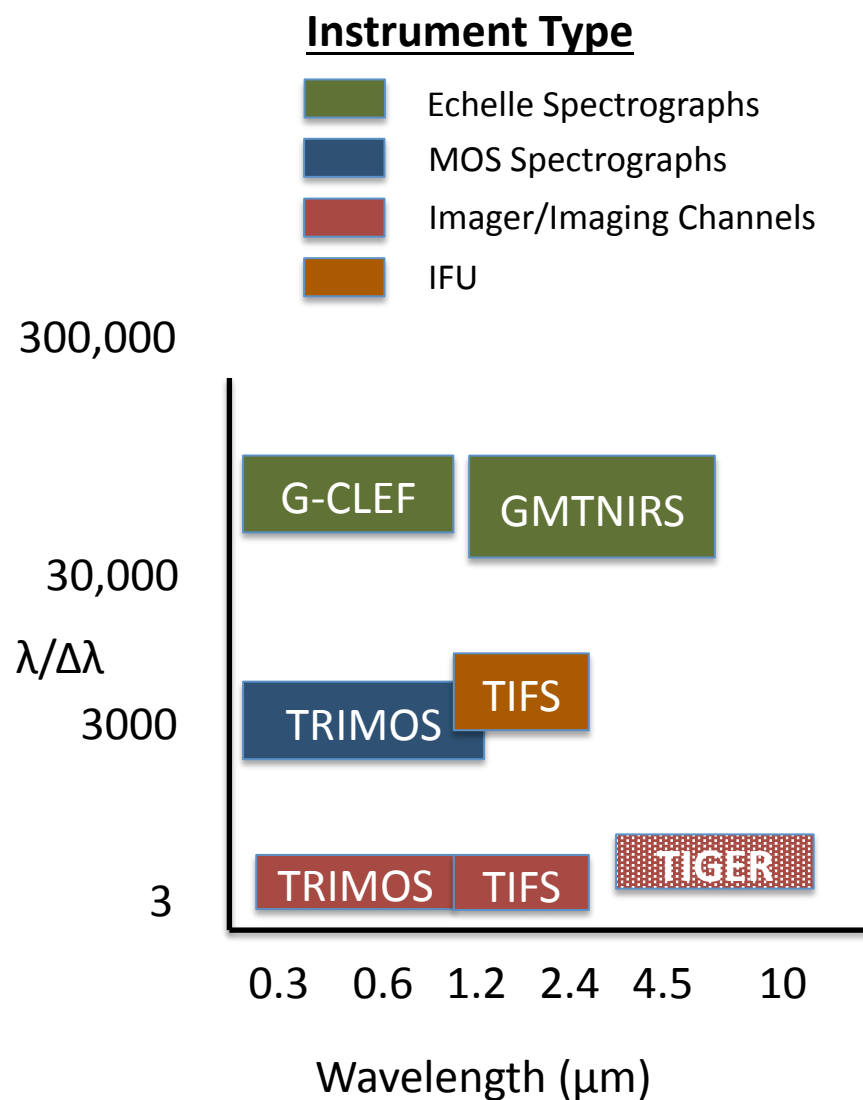 Instrument Type
Echelle Spectrographs
MOS Spectrographs
Imager/Imaging Channels
IFU
300,000
G-CLEF
GMTNIRS
30,000
λ/Δλ
TIFS
3000
TRIMOS
TIGER
TRIMOS
TIFS
3
0.3 0.6 1.2 2.4 4.5 10
Wavelength (μm)